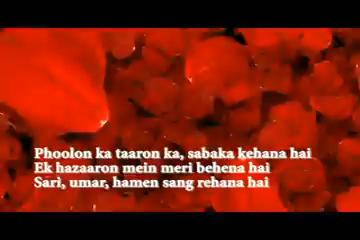 Phoolon ka taaron ka, sabaka kehana hai
Ek hazaaron mein meri behena hai
Sari, umar, hamen sang rehana hai